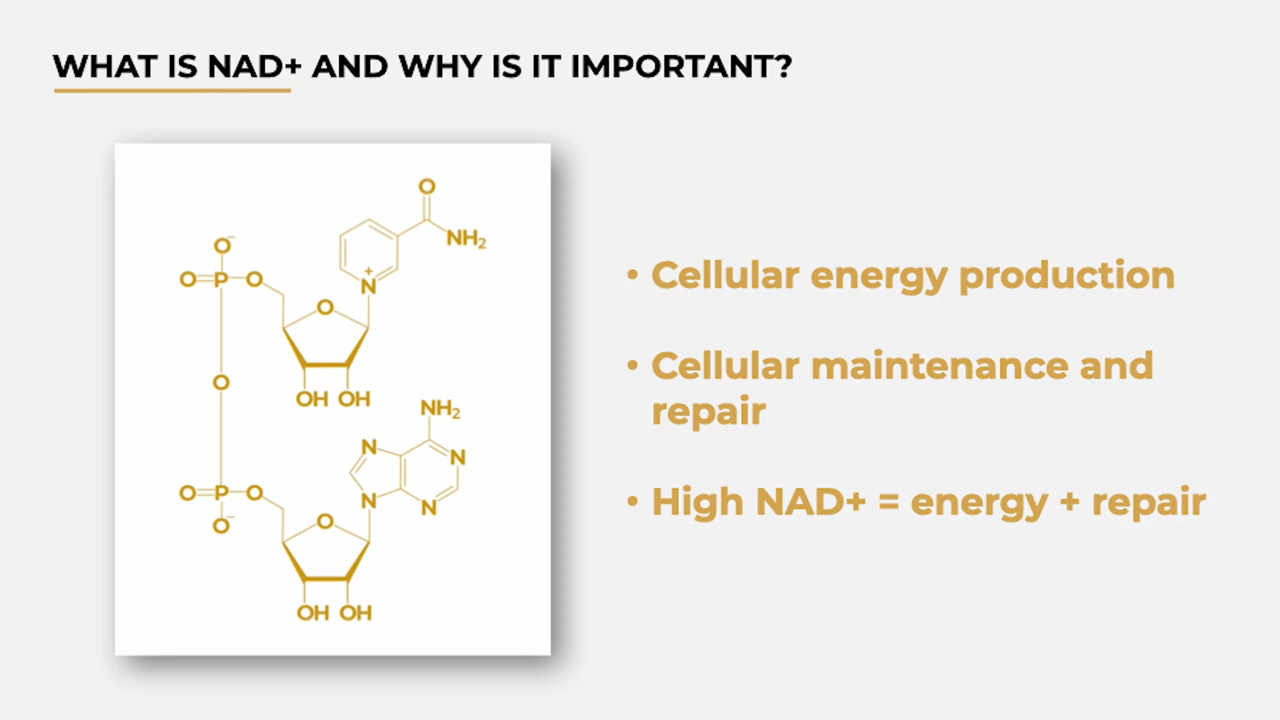 WHAT IS NAD+ AND WHY IS IT IMPORTANT?
O
NH₂
O⁻
O=P-O
+
N
O
O
OH OH
NH₂
N
N
O=P-O
N
N
O⁻
O
OH OH
• Cellular energy production
• Cellular maintenance and
repair
• High NAD+ = energy + repair